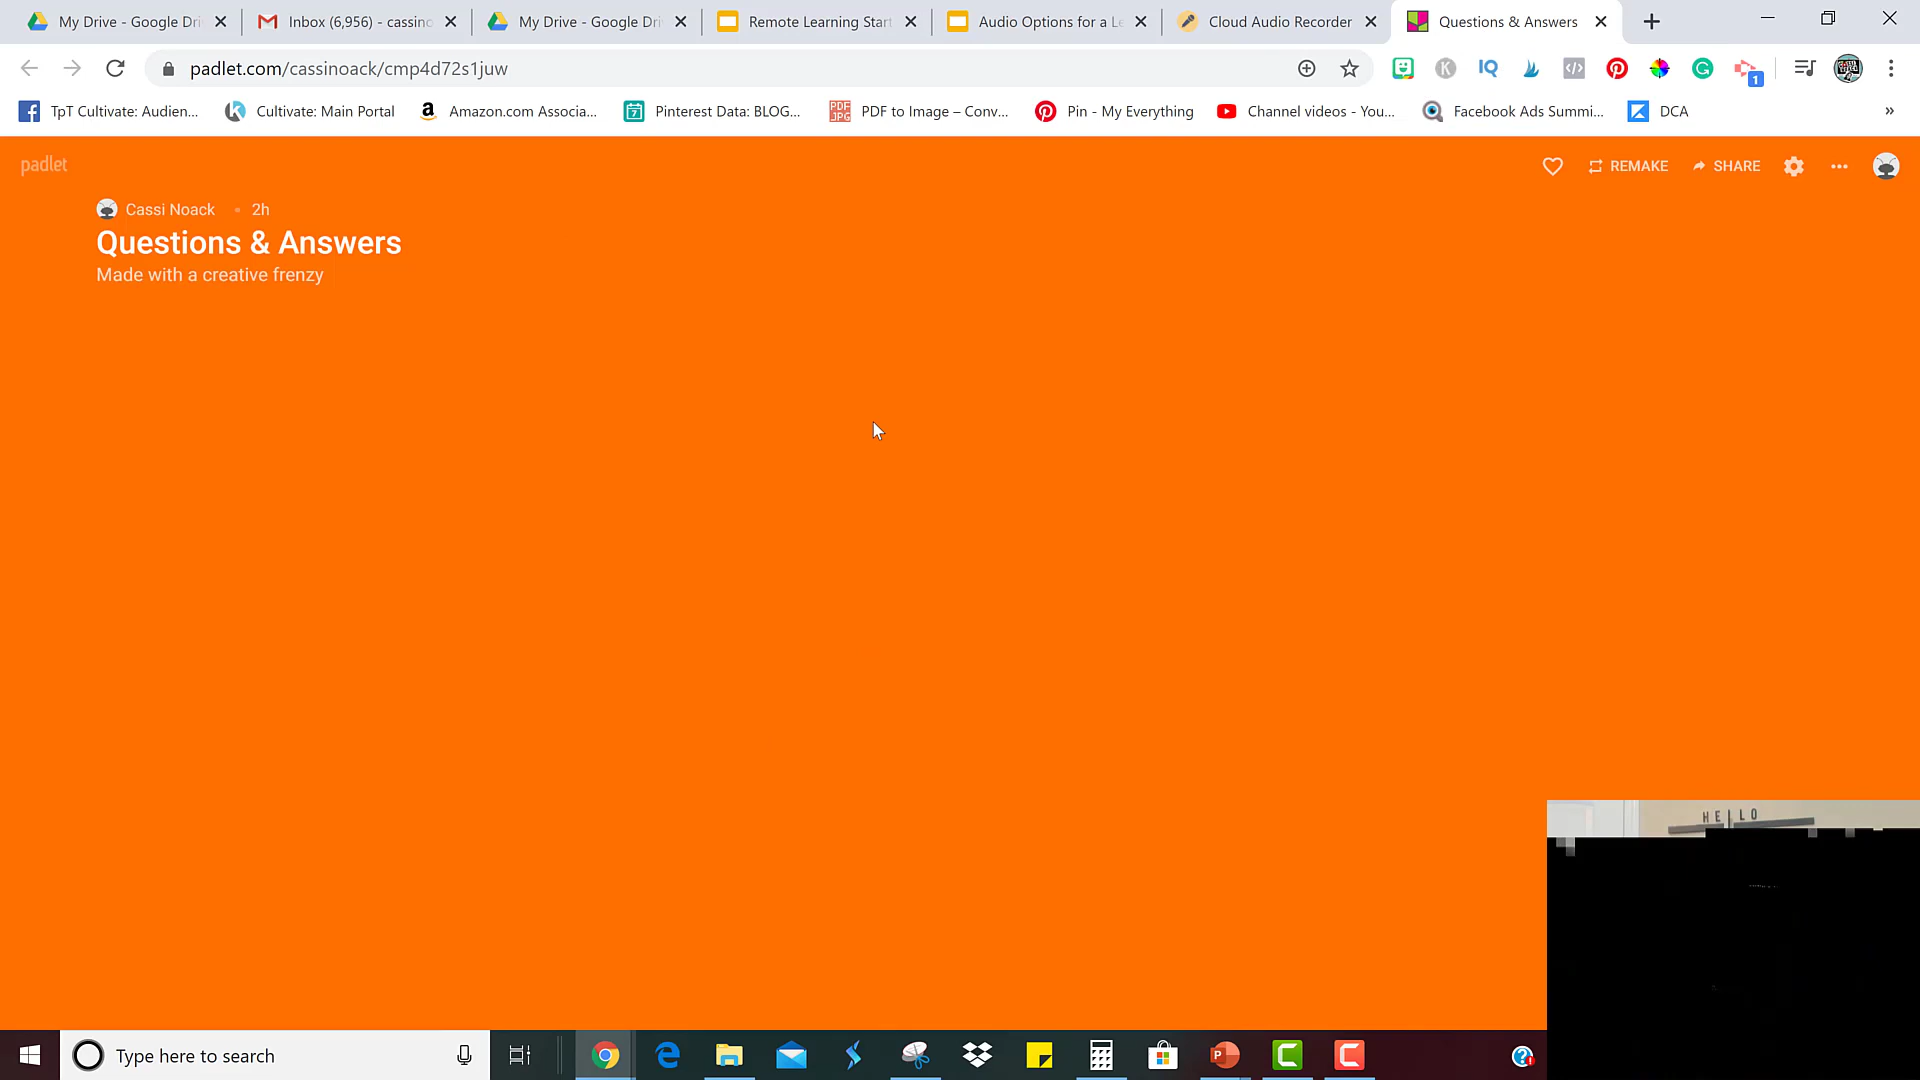 My Drive - Google Dri
Inbox (6,956) - cassino
My Drive - Google Dri
Remote Learning Start
Audio Options for a Le
Cloud Audio Recorder
Questions & Answers
padlet.com/cassinoack/cmp4d72s1juw
1
TpT Cultivate: Audien...
Cultivate: Main Portal
Amazon.com Associa...
Pinterest Data: BLOG...
PDF to Image – Conv...
Pin - My Everything
Channel videos - You...
Facebook Ads Summi...
DCA
»
padlet
REMAKE
SHARE
Cassi Noack • 2h
Questions & Answers
Made with a creative frenzy
HELLO
Type here to search